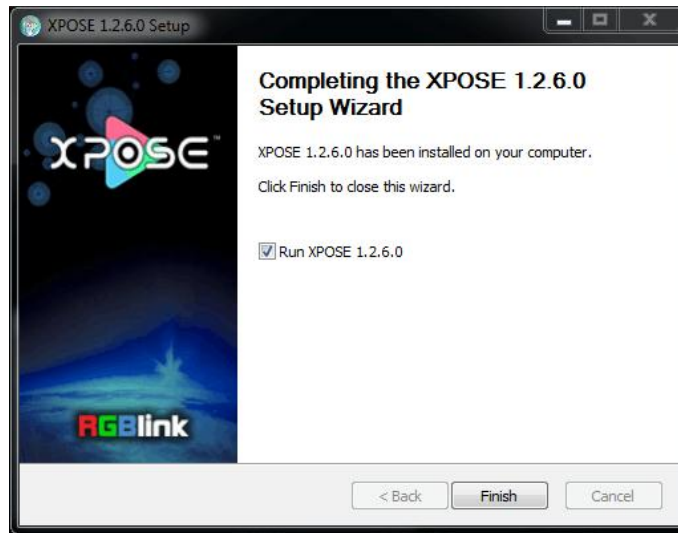 XPOSE 1.2.6.0 Setup
XPOSE™
RGBlink
Completing the XPOSE 1.2.6.0
Setup Wizard
XPOSE 1.2.6.0 has been installed on your computer.
Click Finish to close this wizard.
Run XPOSE 1.2.6.0
< Back
Finish
Cancel